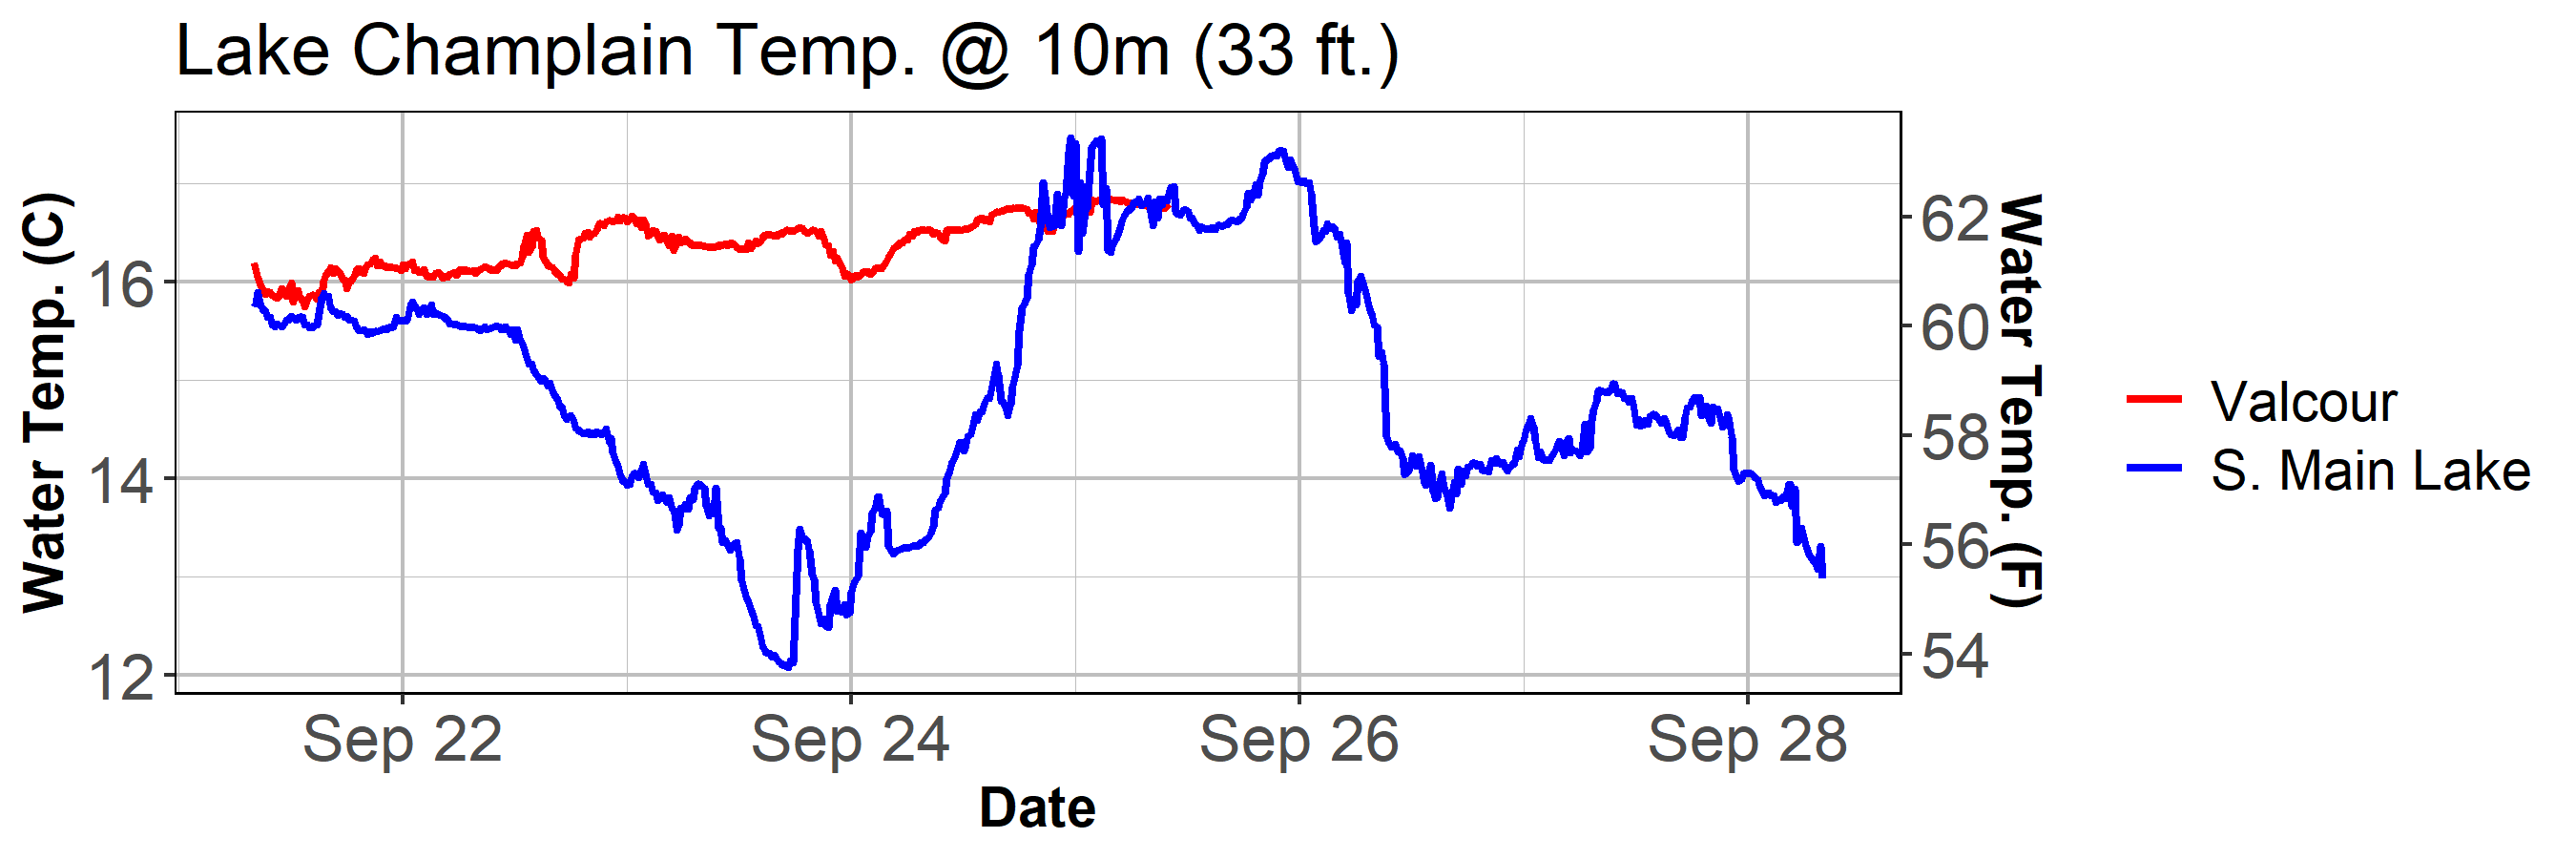 Lake Champlain Temp. @ 10m (33 ft.)
Water Temp. (C)
16
14
12
62
60
58
56
54
Water Temp. (F)
Sep 22
Sep 24
Sep 26
Sep 28
Date
Valcour
S. Main Lake